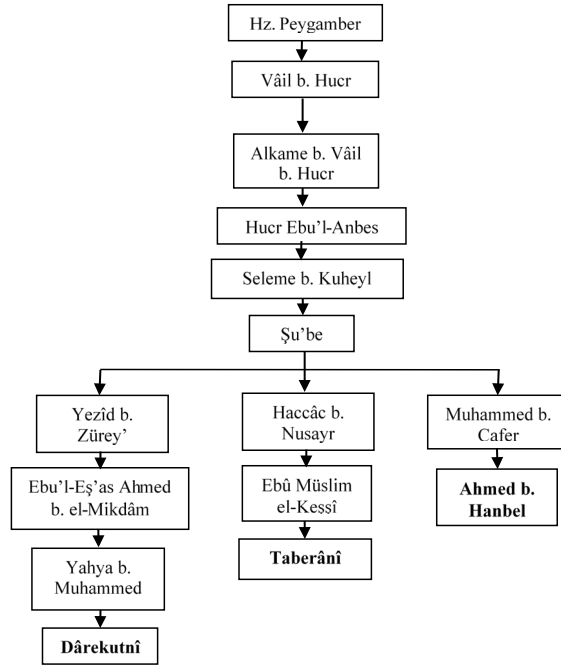 Hz. Peygamber
Vâil b. Hucr
Alkame b. Vâil
b. Hucr
Hucr Ebu’l-Anbes
Seleme b. Kuheyl
Şu’be
Yezîd b.
Zürey’
Haccâc b.
Nusayr
Muhammed b.
Cafer
Ebu’l-Eş’as Ahmed
b. el-Mikdâm
Ebû Müslim
el-Kessî
Ahmed b.
Hanbel
Yahya b.
Muhammed
Taberânî
Dârekutnî